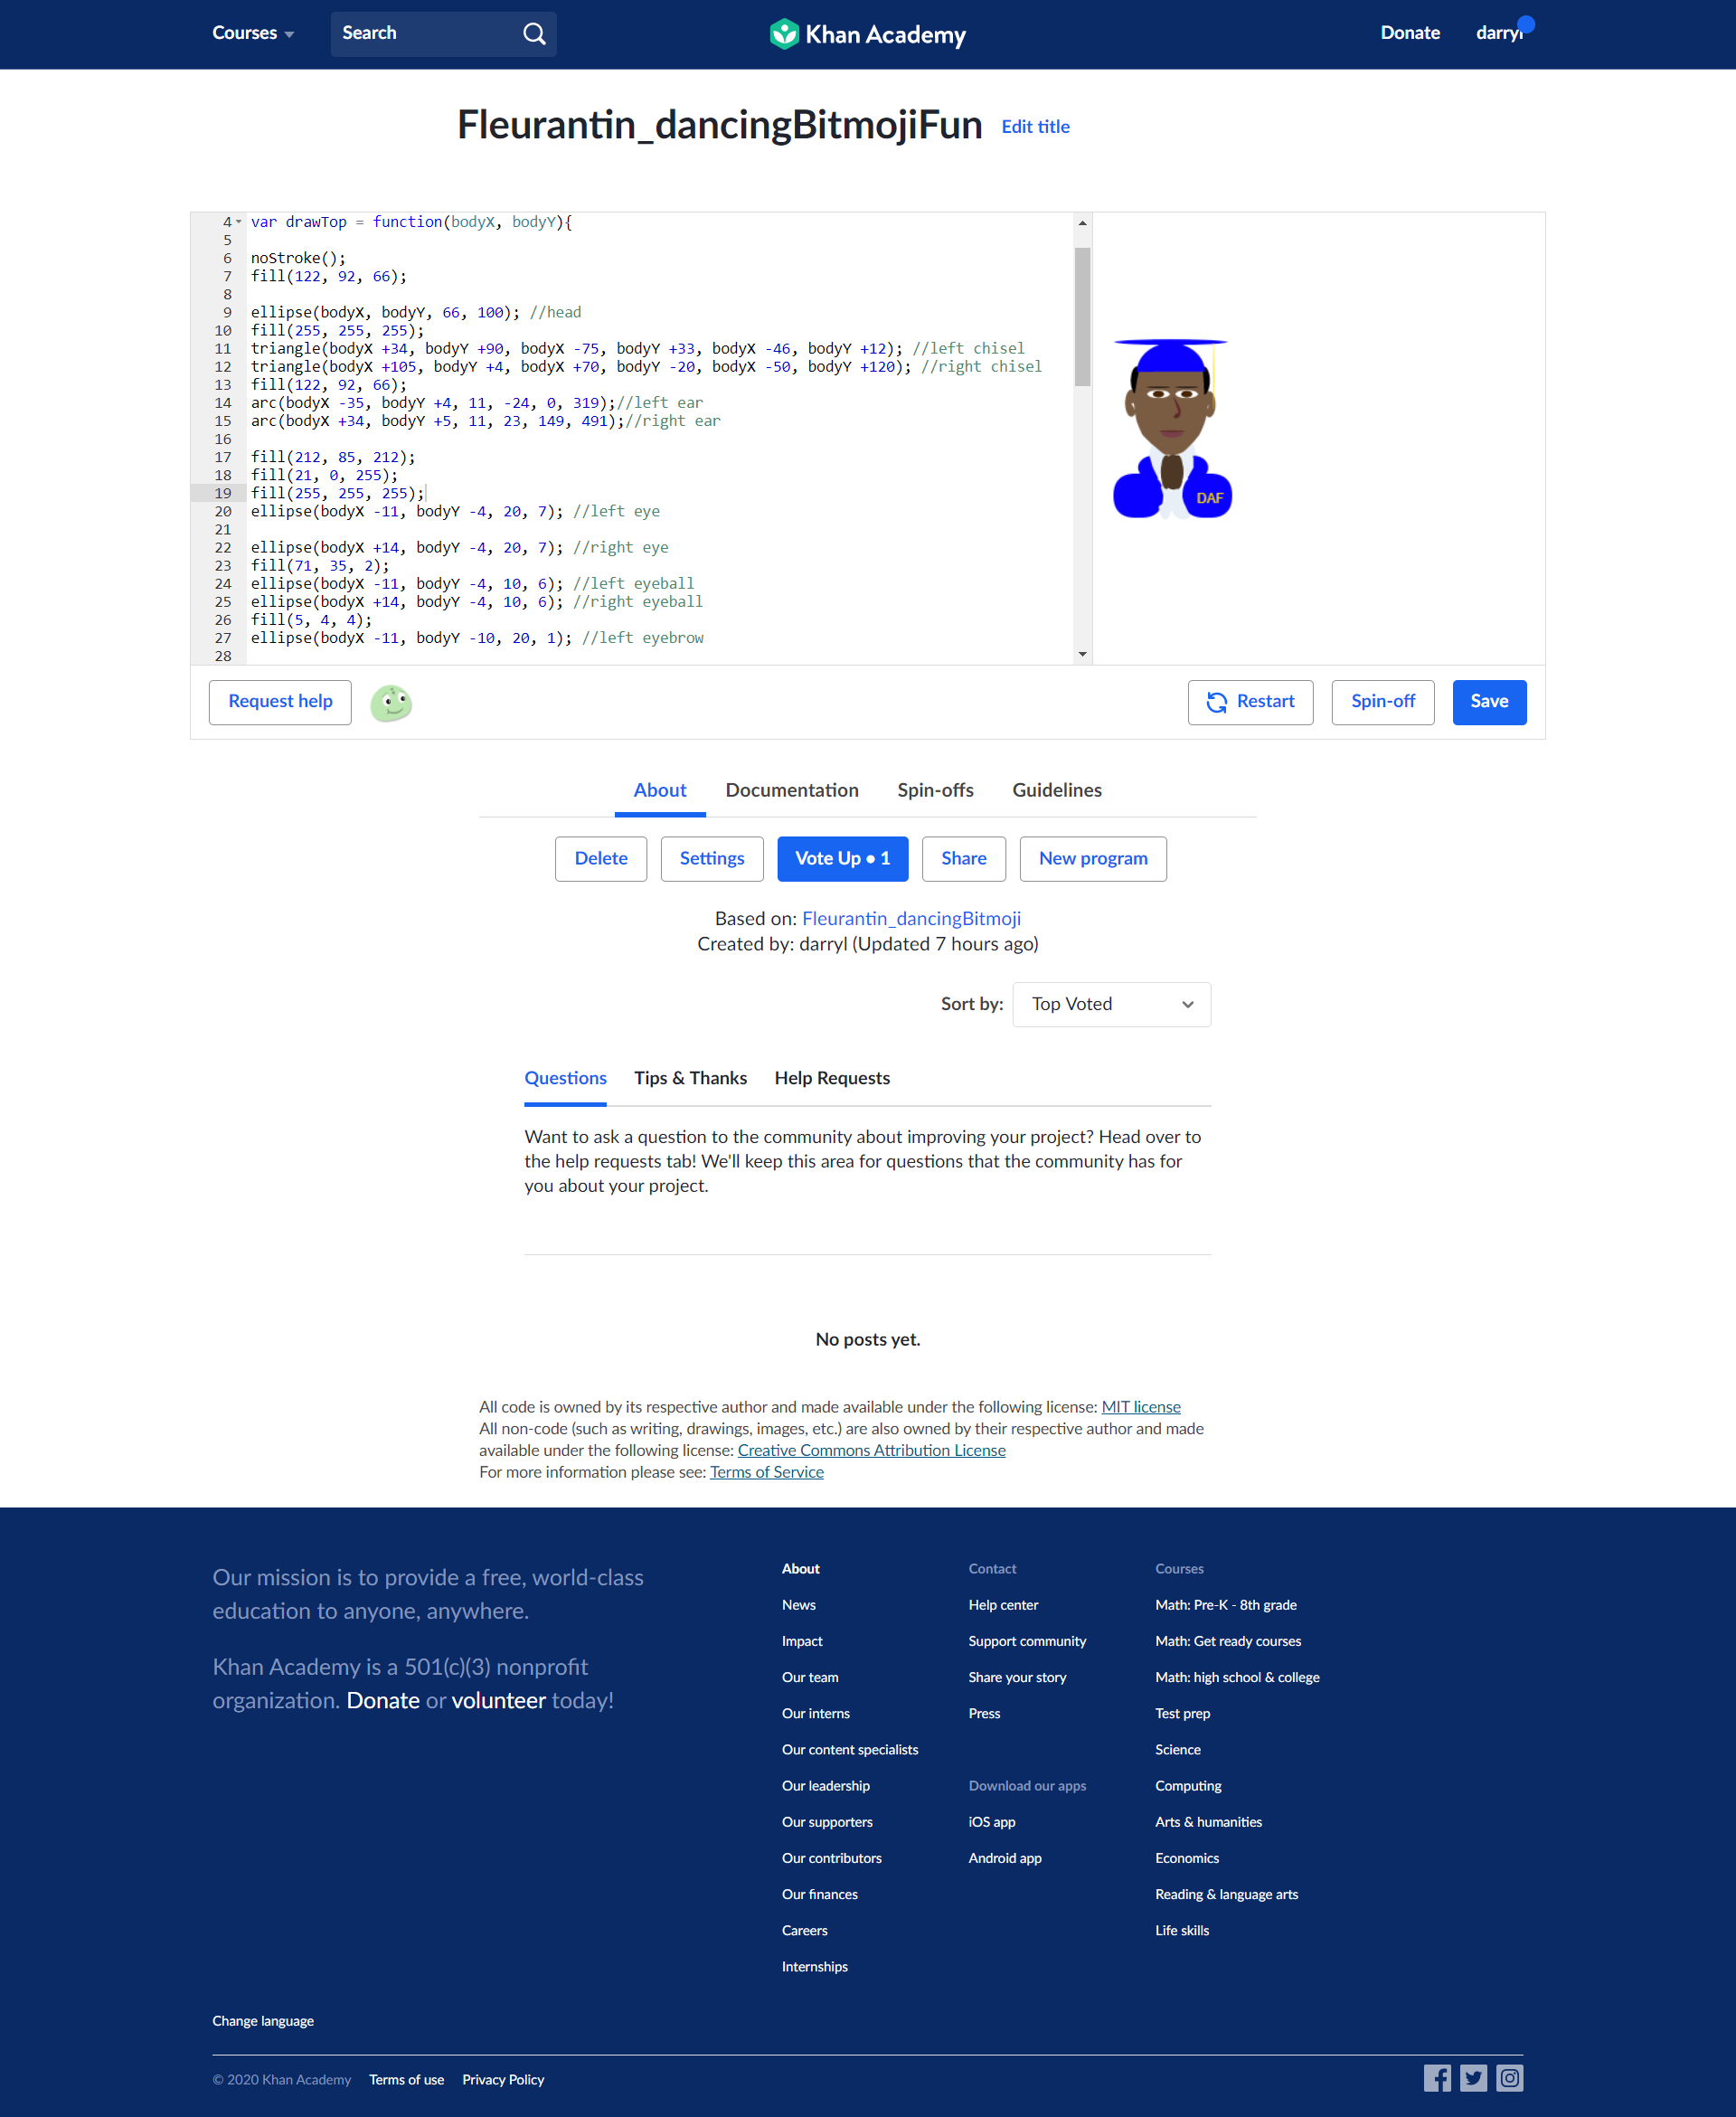 Courses
Search
Khan Academy
Donate
darryl
Fleurantin_dancingBitmojiFun Edit title
4 var drawTop = function(bodyX, bodyY){
5
6 noStroke();
7 fill(122, 92, 66);
8
9 ellipse(bodyX, bodyY, 66, 100); //head
10 fill(255, 255, 255);
11 triangle(bodyX +34, bodyY +90, bodyX -75, bodyY +33, bodyX -46, bodyY +12); //left chisel
12 triangle(bodyX +105, bodyY +4, bodyX +70, bodyY -20, bodyX -50, bodyY +120); //right chisel
13 fill(122, 92, 66);
14 arc(bodyX -35, bodyY +4, 11, -24, 0, 319);//left ear
15 arc(bodyX +34, bodyY +5, 11, 23, 149, 491);//right ear
16
17 fill(212, 85, 212);
18 fill(21, 0, 255);
19 fill(255, 255, 255);
20 ellipse(bodyX -11, bodyY -4, 20, 7); //left eye
21
22 ellipse(bodyX +14, bodyY -4, 20, 7); //right eye
23 fill(71, 35, 2);
24 ellipse(bodyX -11, bodyY -4, 10, 6); //left eyeball
25 ellipse(bodyX +14, bodyY -4, 10, 6); //right eyeball
26 fill(5, 4, 4);
27 ellipse(bodyX -11, bodyY -10, 20, 1); //left eyebrow
28
DAF
Request help
Restart
Spin-off
Save
About Documentation Spin-offs Guidelines
Delete Settings Vote Up • 1 Share New program
Based on: Fleurantin_dancingBitmoji
Created by: darryl (Updated 7 hours ago)
Sort by: Top Voted
Questions Tips & Thanks Help Requests
Want to ask a question to the community about improving your project? Head over to
the help requests tab! We'll keep this area for questions that the community has for
you about your project.
No posts yet.
All code is owned by its respective author and made available under the following license: MIT license
All non-code (such as writing, drawings, images, etc.) are also owned by their respective author and made
available under the following license: Creative Commons Attribution License
For more information please see: Terms of Service
Our mission is to provide a free, world-class
education to anyone, anywhere.
Khan Academy is a 501(c)(3) nonprofit
organization. Donate or volunteer today!
About
News
Impact
Our team
Our interns
Our content specialists
Our leadership
Our supporters
Our contributors
Our finances
Careers
Internships
Contact
Help center
Support community
Share your story
Press
Download our apps
iOS app
Android app
Courses
Math: Pre-K - 8th grade
Math: Get ready courses
Math: high school & college
Test prep
Science
Computing
Arts & humanities
Economics
Reading & language arts
Life skills
Change language
© 2020 Khan Academy Terms of use Privacy Policy